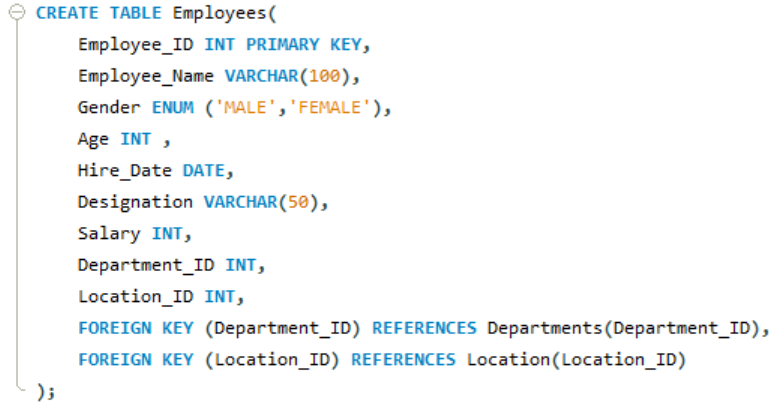 CREATE TABLE Employees(
Employee_ID INT PRIMARY KEY,
Employee_Name VARCHAR(100),
Gender ENUM ('MALE','FEMALE'),
Age INT ,
Hire_Date DATE,
Designation VARCHAR(50),
Salary INT,
Department_ID INT,
Location_ID INT,
FOREIGN KEY (Department_ID) REFERENCES Departments(Department_ID),
FOREIGN KEY (Location_ID) REFERENCES Location(Location_ID)
);